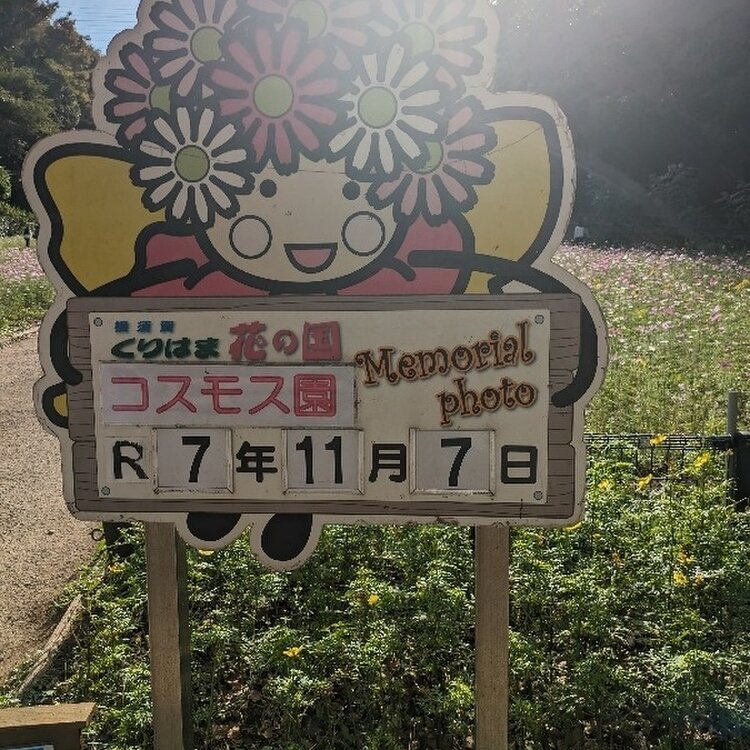 横須賀
くりはま 花の国
Memorial
コスモス園
photo
R 7 年 11 月 7 日